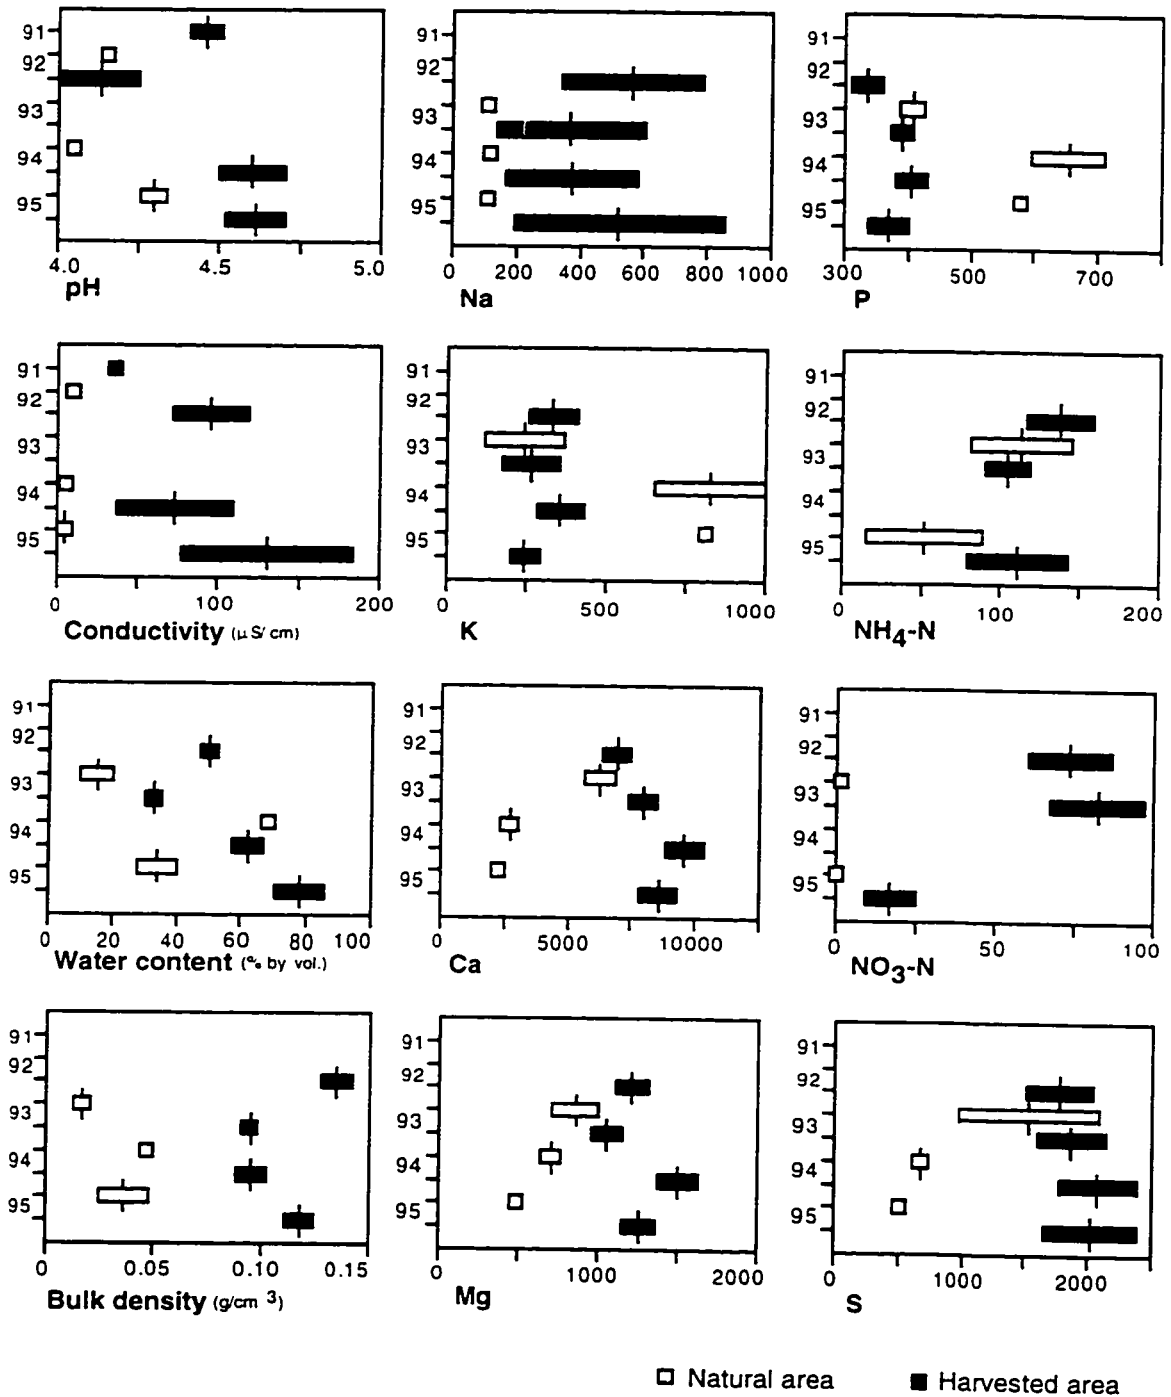 91
92
93
94
95
4.0 4.5 5.0
pH
91
92
93
94
95
0 200 400 600 800 1000
Na
91
92
93
94
95
300 500 700
P
91
92
93
94
95
0 100 200
Conductivity (µS/cm)
91
92
93
94
95
0 500 1000
K
91
92
93
94
95
0 100 200
NH4-N
91
92
93
94
95
0 20 40 60 80 100
Water content (% by vol.)
91
92
93
94
95
0 5000 10000
Ca
91
92
93
94
95
0 50 100
NO3-N
91
92
93
94
95
0 0.05 0.10 0.15
Bulk density (g/cm 3)
91
92
93
94
95
0 1000 2000
Mg
91
92
93
94
95
0 1000 2000
S
Natural area Harvested area